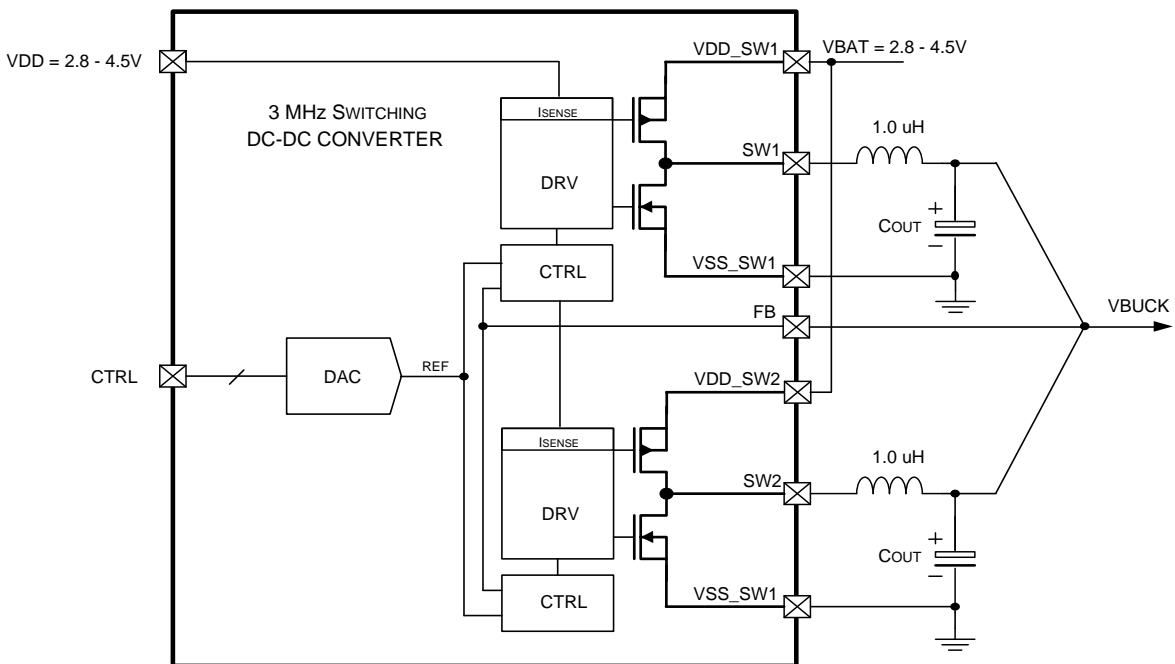 VDD_SW1
VDD = 2.8 - 4.5V
VBAT = 2.8 - 4.5V
3 MHz SWITCHING
DC-DC CONVERTER
ISENSE
DRV
CTRL
1.0 uH
SW1
COUT
+
–
VSS_SW1
FB
VBUCK
CTRL
DAC
REF
VDD_SW2
ISENSE
DRV
CTRL
1.0 uH
SW2
COUT
+
–
VSS_SW1